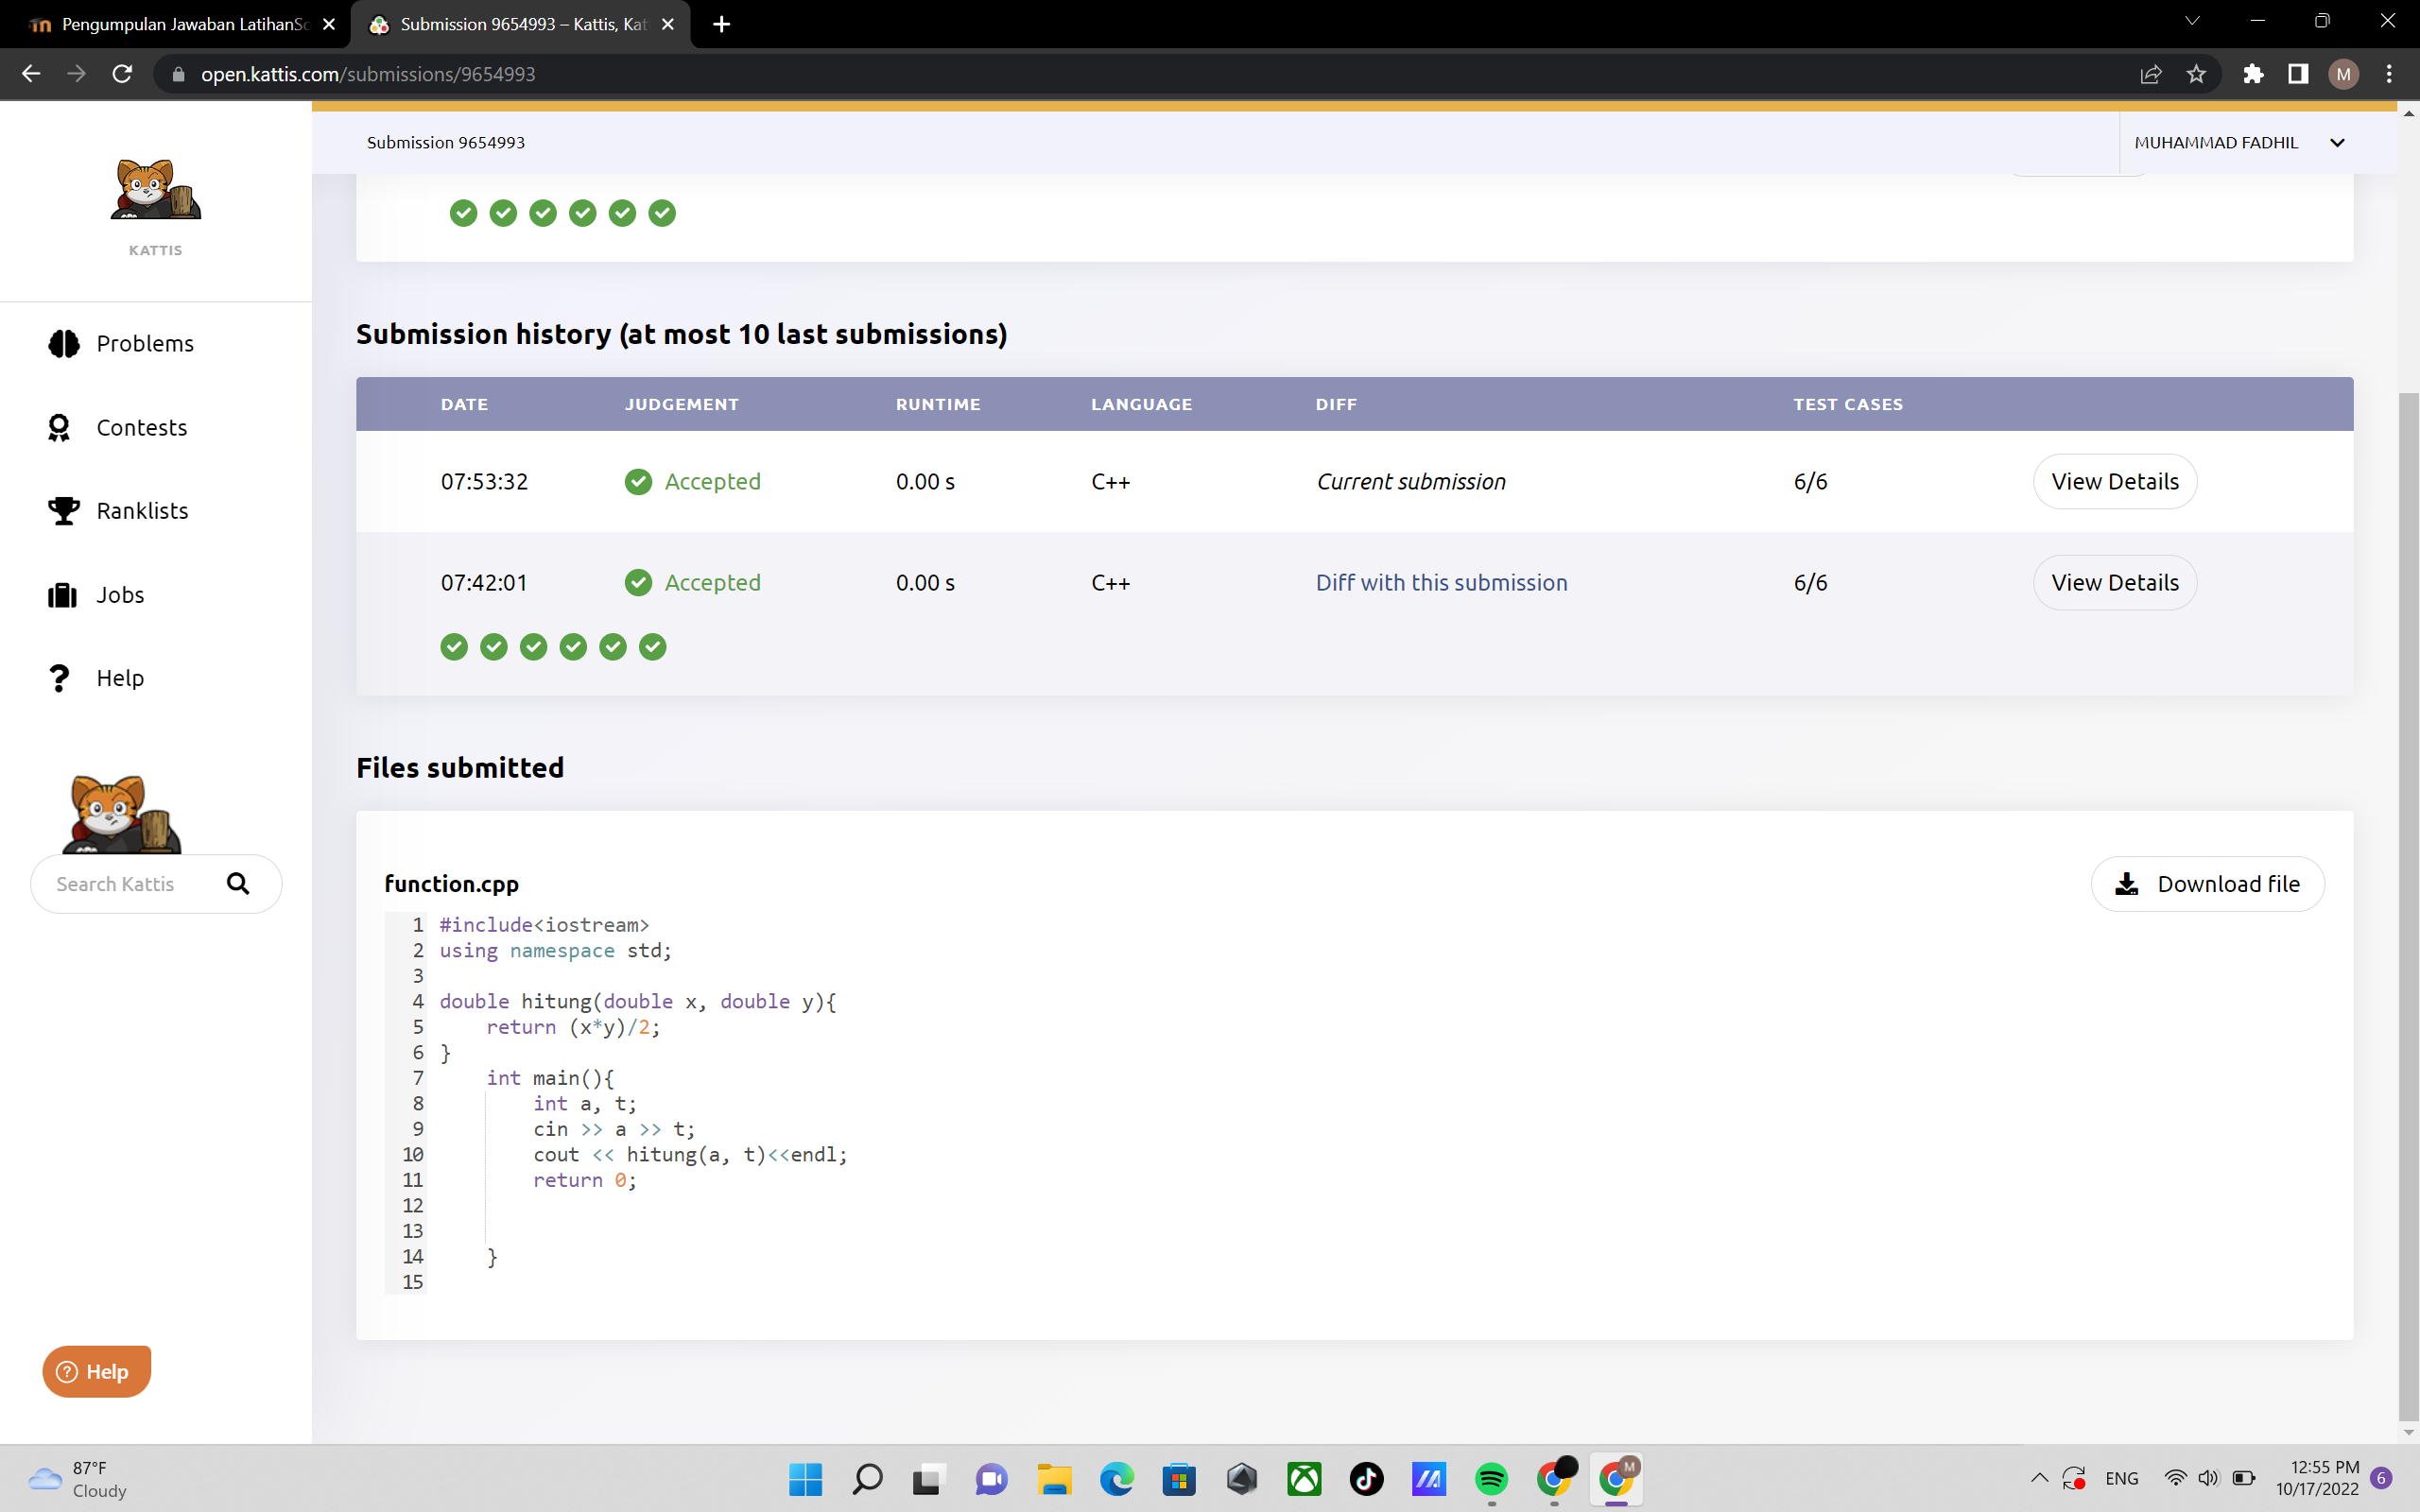 Pengumpulan Jawaban LatihanSo
Submission 9654993 – Kattis, Kat
open.kattis.com/submissions/9654993
M
KATTIS
Problems
Contests
Ranklists
Jobs
Help
Search Kattis
Help
Submission 9654993
MUHAMMAD FADHIL
Submission history (at most 10 last submissions)
DATE JUDGEMENT RUNTIME LANGUAGE DIFF TEST CASES
07:53:32 Accepted 0.00 s C++ Current submission 6/6 View Details
07:42:01 Accepted 0.00 s C++ Diff with this submission 6/6 View Details
Files submitted
function.cpp
Download file
1 #include<iostream>
2 using namespace std;
3
4 double hitung(double x, double y){
5 return (x*y)/2;
6 }
7 int main(){
8 int a, t;
9 cin >> a >> t;
10 cout << hitung(a, t)<<endl;
11 return 0;
12
13
14 }
15
87°F
Cloudy
M
ENG
12:55 PM
10/17/2022
6